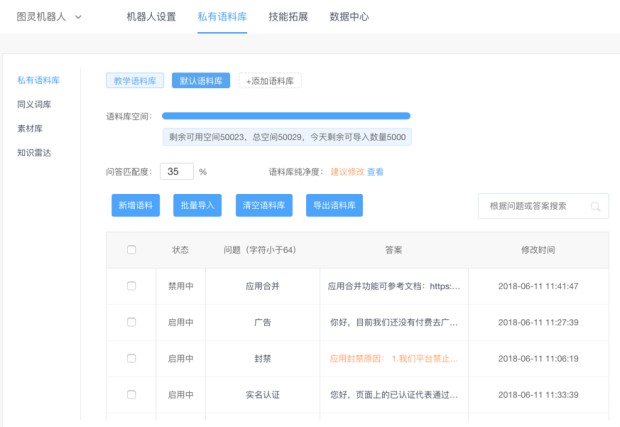 图灵机器人 机器人设置 私有语料库 技能拓展 数据中心
私有语料库
同义词库
素材库
知识雷达
教学语料库 默认语料库 +添加语料库
语料库空间：
剩余可用空间50023，总空间50029，今天剩余可导入数量5000
问答匹配度： 35 % 语料库纯净度： 建议修改 查看
新增语料 批量导入 清空语料库 导出语料库 根据问题或答案搜索
状态 问题（字符小于64） 答案 修改时间
禁用中 应用合并 应用合并功能可参考文档：https:... 2018-06-11 11:41:47
启用中 广告 你好，目前我们还没有付费去广... 2018-06-11 11:27:39
启用中 封禁 应用封禁原因： 1.我们平台禁止... 2018-06-11 11:06:19
启用中 实名认证 您好，页面上的已认证代表通过... 2018-06-11 11:33:39